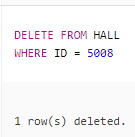 DELETE FROM HALL
WHERE ID = 5008
1 row(s) deleted.